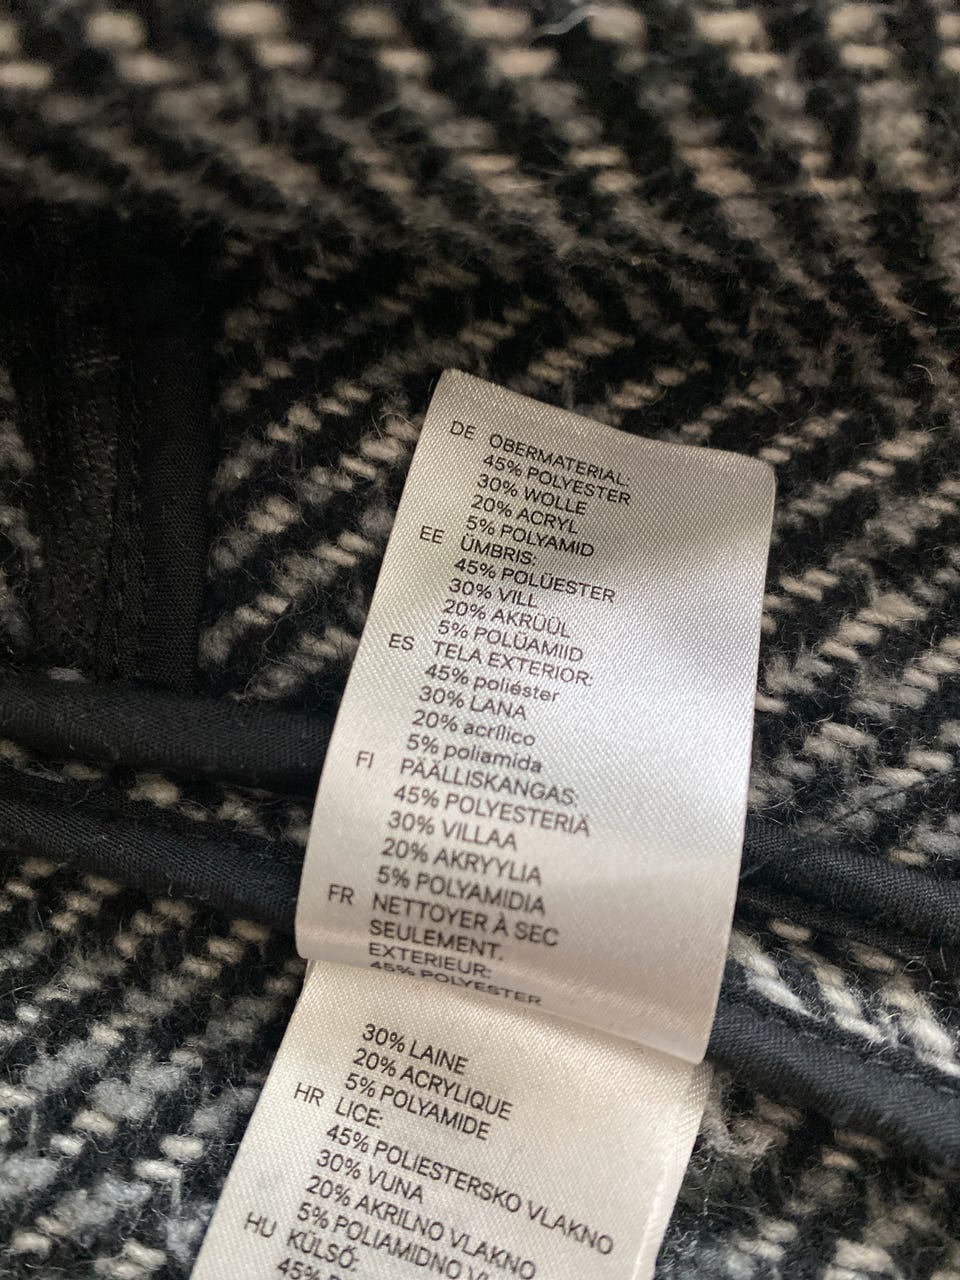 DE OBERMATERIAL:
45% POLYESTER
30% WOLLE
20% ACRYL
5% POLYAMID
EE ÜMBRIS:
45% POLÜESTER
30% VILL
20% AKRÜÜL
5% POLÜAMIID
ES TELA EXTERIOR:
45% poliéster
30% LANA
20% acrílico
5% poliamida
FI PÄÄLLISKANGAS:
45% POLYESTERIÄ
30% VILLAA
20% AKRYYLIA
5% POLYAMIDIA
FR NETTOYER À SEC
SEULEMENT.
EXTERIEUR:
45% POLYESTER
30% LAINE
20% ACRYLIQUE
5% POLYAMIDE
HR LICE:
45% POLIESTERSKO VLAKNO
30% VUNA
20% AKRILNO VLAKNO
5% POLIAMIDNO
HU KÜLSŐ:
45%